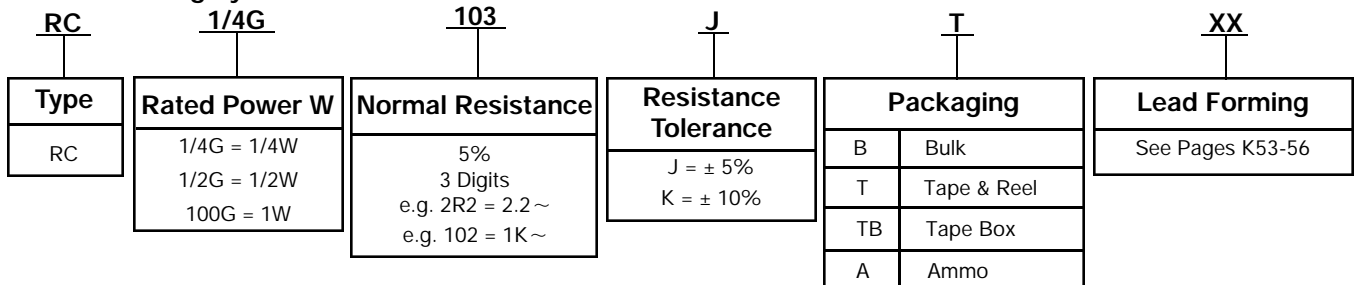 RC 1/4G 103 J T XX
Type
RC
Rated Power W
1/4G = 1/4W
1/2G = 1/2W
100G = 1W
Normal Resistance
5%
3 Digits
e.g. 2R2 = 2.2~
e.g. 102 = 1K~
Resistance
Tolerance
J = ± 5%
K = ± 10%
Packaging
B Bulk
T Tape & Reel
TB Tape Box
A Ammo
Lead Forming
See Pages K53-56